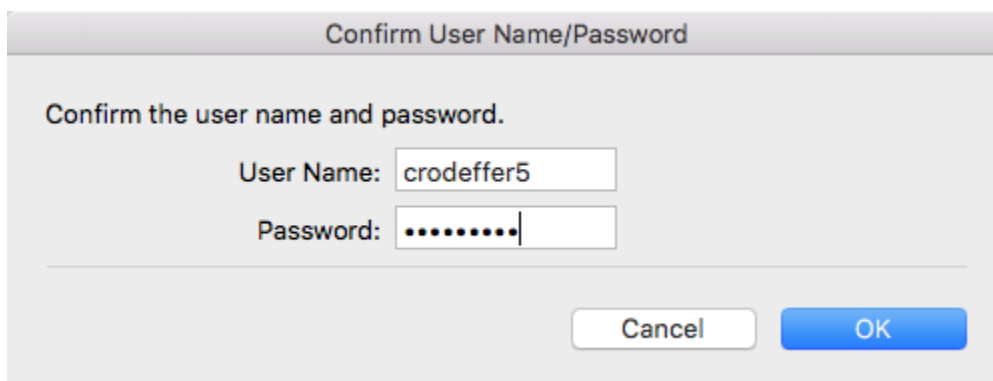 Confirm User Name/Password
Confirm the user name and password.
User Name: crodeffer5
Password: •••••••••
Cancel OK